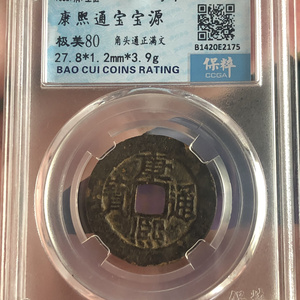 康熙通宝宝源
极美80 角头通正满文
B1420E2175
27.8*1.2mm*3.9g
BAO CUI COINS RATING
保粹
CCGA
康熙通寶